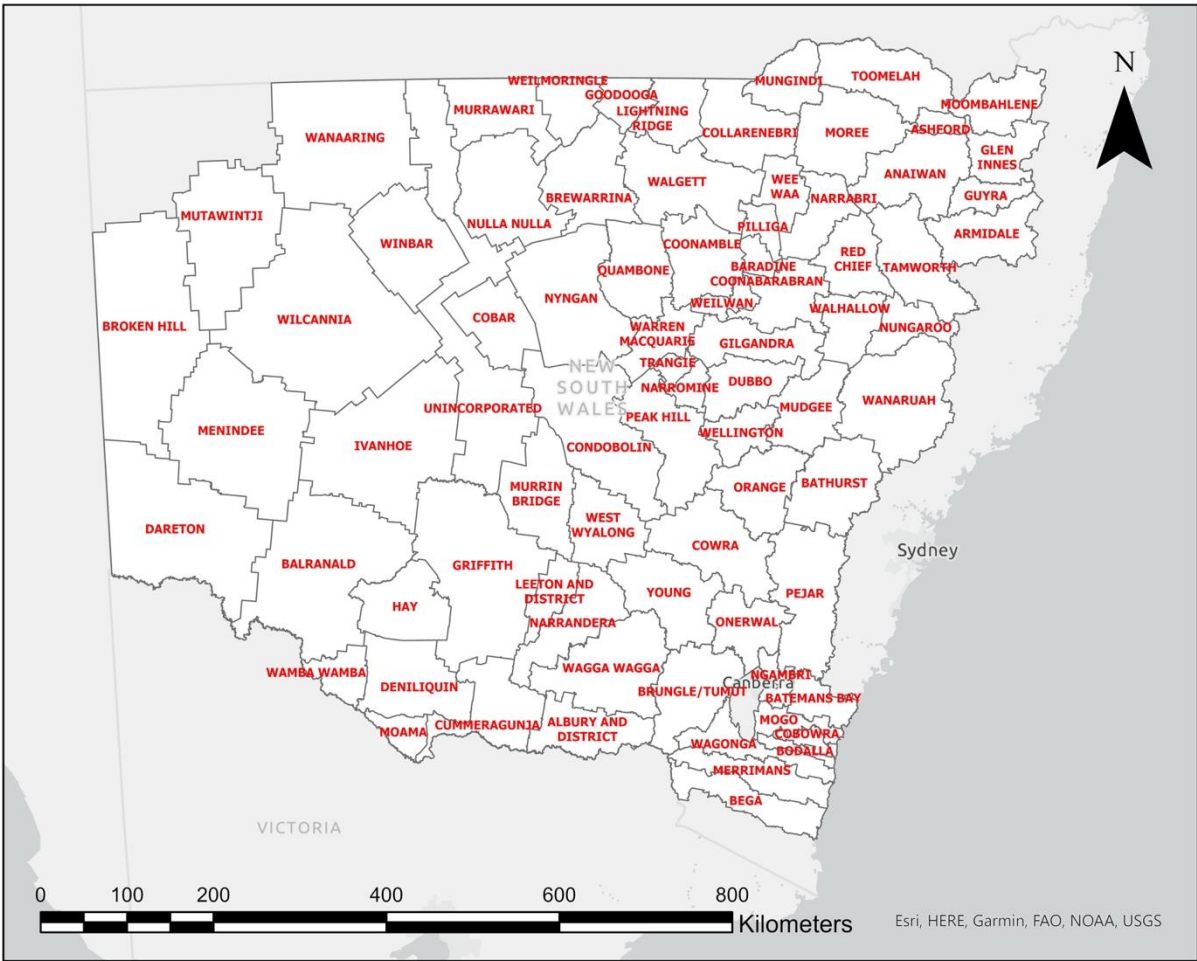 N
WEILMORINGLE
GOODOOGA
MUNGINDI
TOOMELAH
MURRAWARI
LIGHTNING
RIDGE
MOOMBAHLENE
WANAARING
COLLARENEBRI
MOREE
ASHFORD
GLEN
INNES
ANAIWAN
WEE
WAA
WALGETT
BREWARRINA
NARRABRI
GUYRA
MUTAWINTJI
NULLA NULLA
PILLIGA
ARMIDALE
WINBAR
COONAMBLE
RED
CHIEF
QUAMBONE
BARADINE
TAMWORTH
COONABARABRAN
NYNGAN
WEILWAN
WALHALLOW
BROKEN HILL
WILCANNIA
COBAR
WARREN
MACQUARIE
GILGANDRA
NUNGAROO
TRANGIE
NEW
SOUTH
WALES
NARROMINE
DUBBO
WANARUAH
UNINCORPORATED
PEAK HILL
MUDGEE
MENINDEE
IVANHOE
CONDOBOLIN
WELLINGTON
MURRIN
BRIDGE
ORANGE
BATHURST
DARETON
WEST
WYALONG
COWRA
Sydney
BALRANALD
GRIFFITH
LEETON AND
DISTRICT
YOUNG
PEJAR
HAY
NARRANDERA
ONERWAL
WAMBA WAMBA
WAGGA WAGGA
NGAMBRI
Canberra
DENILIQUIN
BRUNGLE/TUMUT
BATEMANS BAY
MOAMA
CUMMERAGUNJA
ALBURY AND
DISTRICT
MOGO
COBOWRA
WAGONGA
BODALLA
MERRIMANS
BEGA
VICTORIA
0 100 200 400 600 800
Kilometers
Esri, HERE, Garmin, FAO, NOAA, USGS